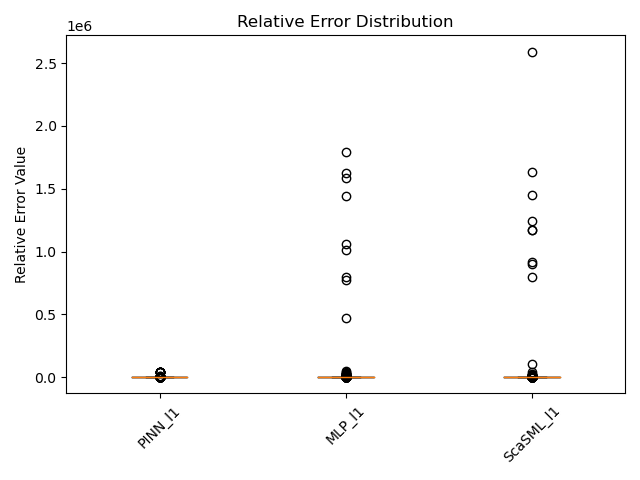 Relative Error Distribution
1e6
2.5
2.0
1.5
1.0
0.5
0.0
Relative Error Value
PINN_l1
MLP_l1
ScaSML_l1